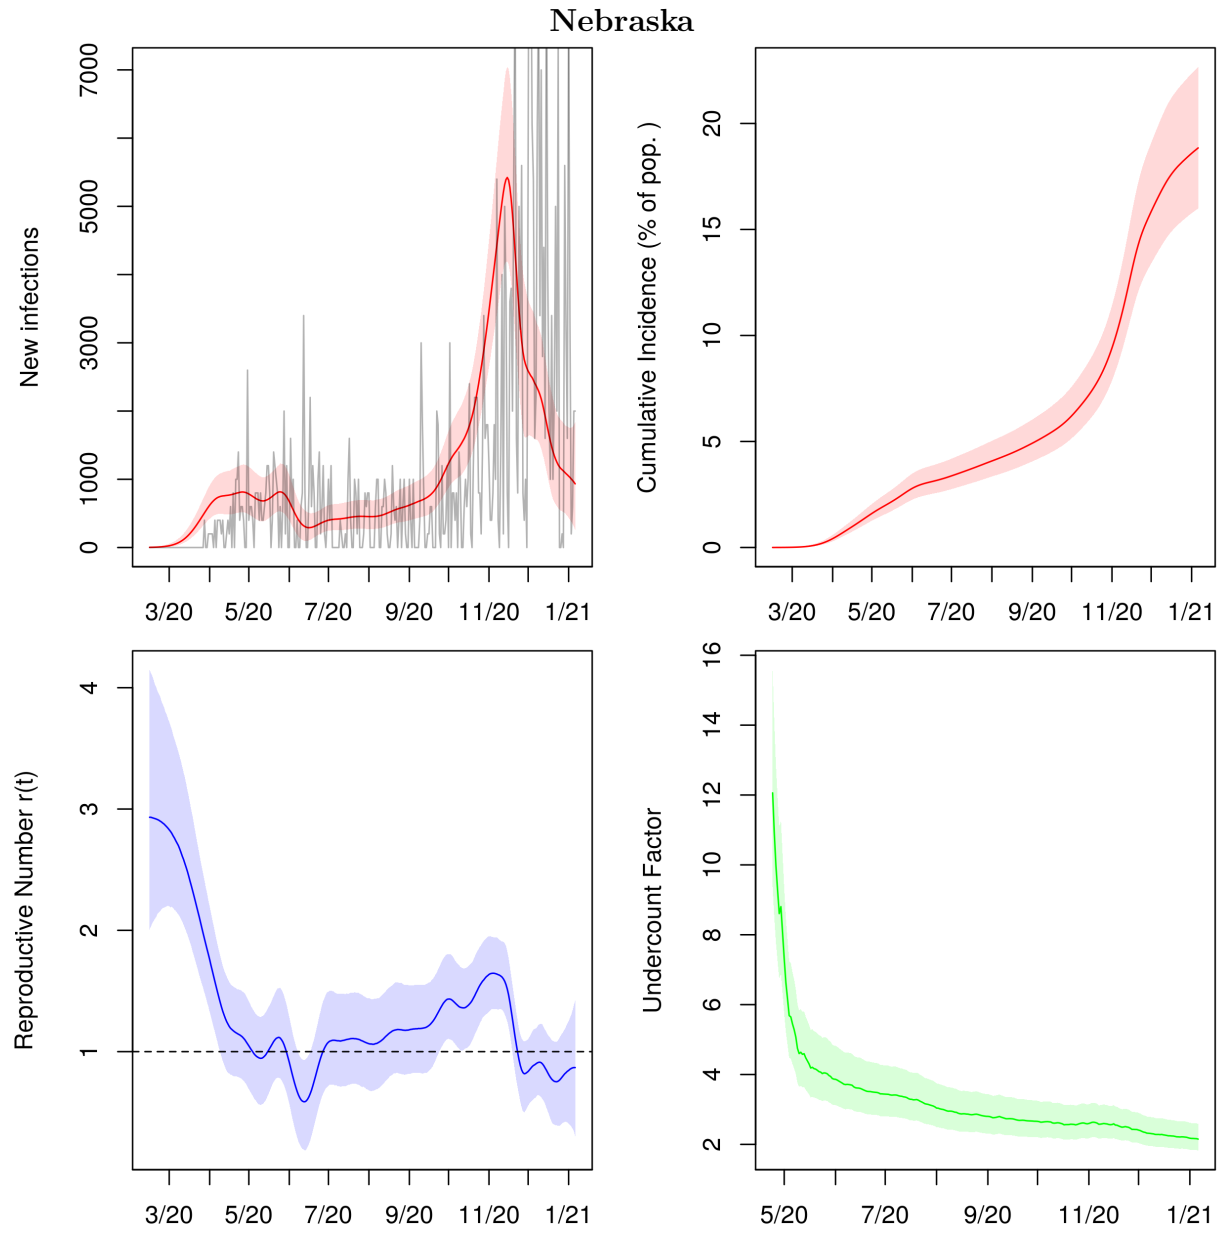 Nebraska
New infections
7000
5000
3000
1000
0
3/20 5/20 7/20 9/20 11/20 1/21
Cumulative Incidence (% of pop. )
20
15
10
5
0
3/20 5/20 7/20 9/20 11/20 1/21
Reproductive Number r(t)
4
3
2
1
3/20 5/20 7/20 9/20 11/20 1/21
Undercount Factor
16
14
12
10
8
6
4
2
5/20 7/20 9/20 11/20 1/21